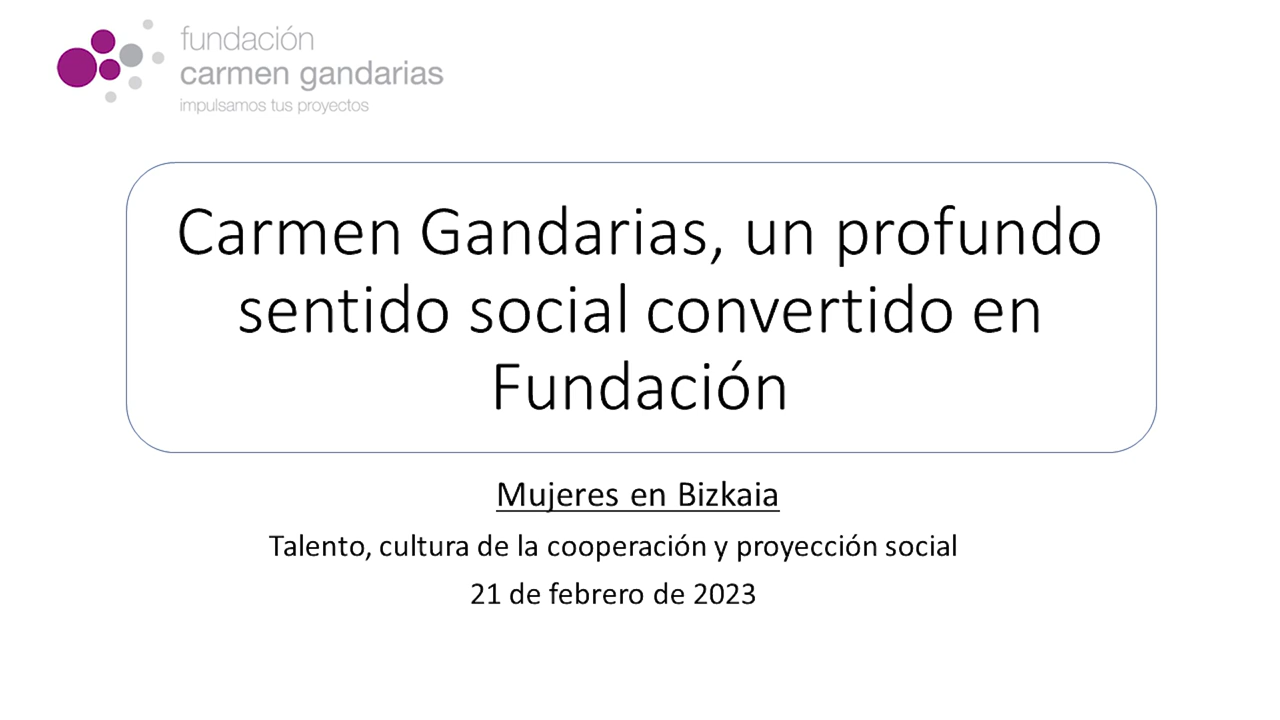 fundación
carmen gandarias
impulsamos tus proyectos
Carmen Gandarias, un profundo
sentido social convertido en
Fundación
Mujeres en Bizkaia
Talento, cultura de la cooperación y proyección social
21 de febrero de 2023